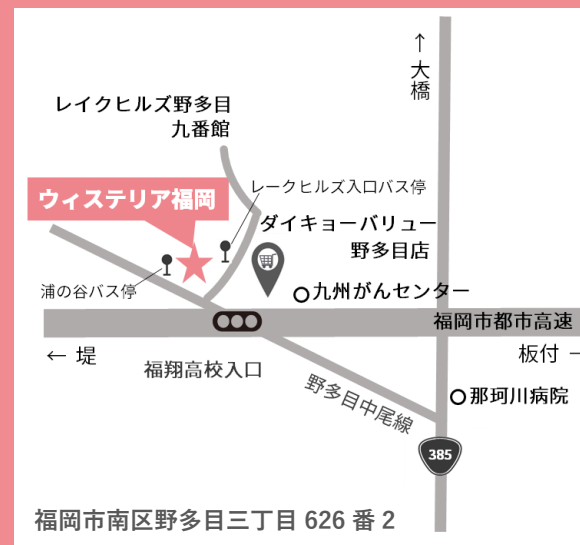 ↑大橋
レイクヒルズ野多目
九番館
レークヒルズ入口バス停
ウィステリア福岡
ダイキョーバリュー
野多目店
浦の谷バス停
九州がんセンター
福岡市都市高速
← 堤
板付 →
福翔高校入口
野多目中尾線
那珂川病院
385
福岡市南区野多目三丁目 626 番 2